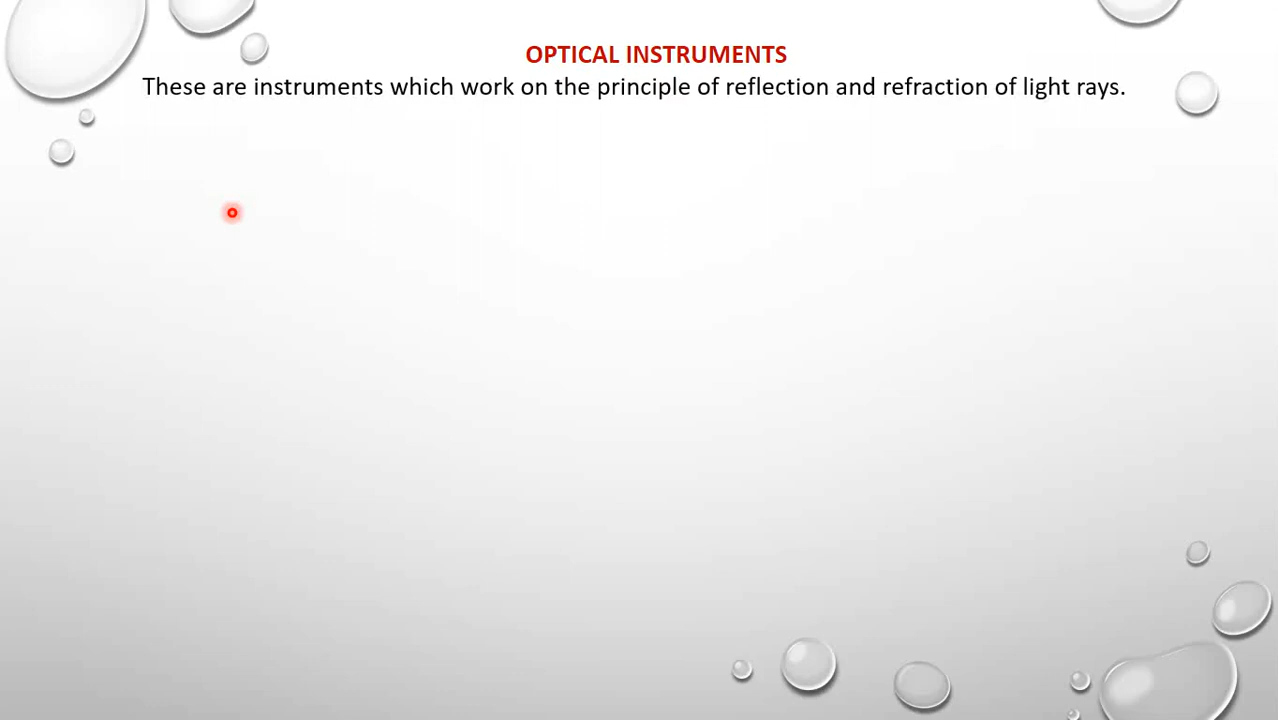 OPTICAL INSTRUMENTS
These are instruments which work on the principle of reflection and refraction of light rays.